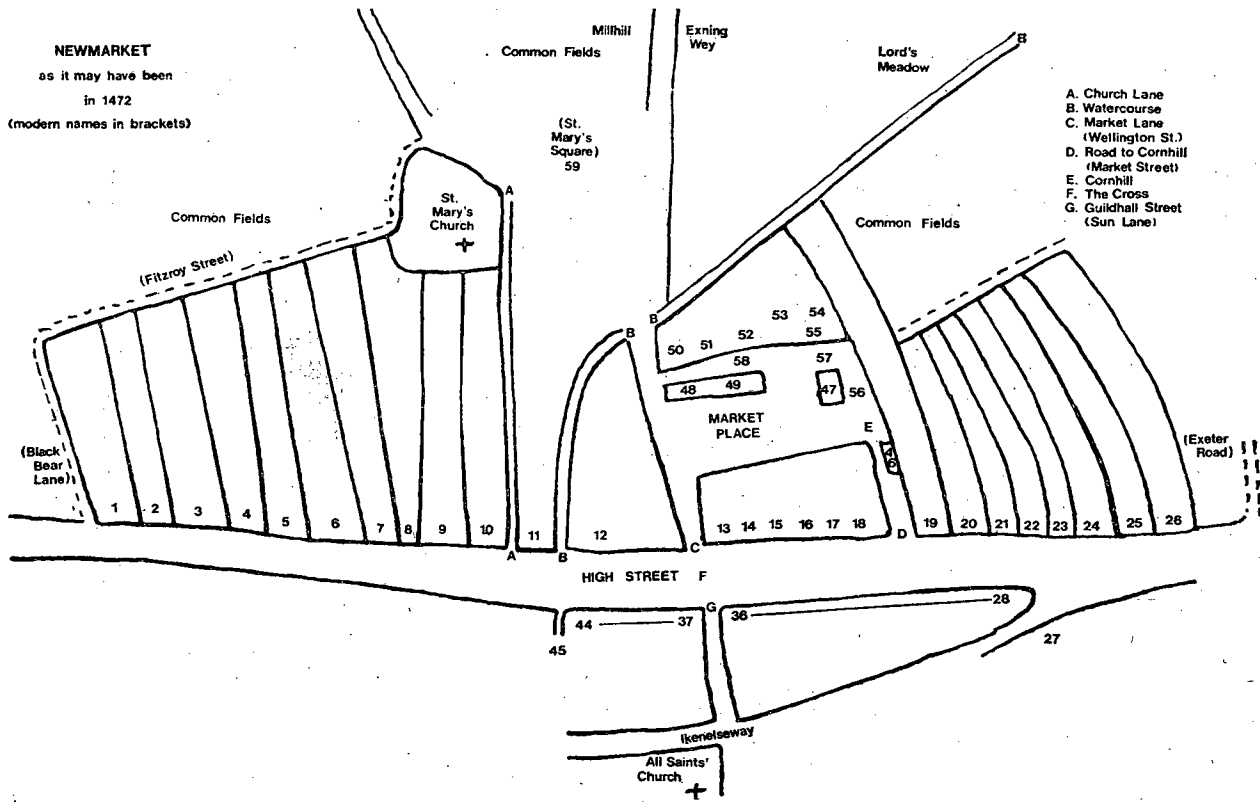 NEWMARKET
as it may have been
in 1472
(modern names in brackets)
Millhill
Common Fields
Exning
Wey
Lord's
Meadow
B
A. Church Lane
B. Watercourse
C. Market Lane
(Wellington St.)
D. Road to Cornhill
(Market Street)
E. Cornhill
F. The Cross
G. Guildhall Street
(Sun Lane)
(St.
Mary's
Square)
59
A
St.
Mary's
Church
Common Fields
(Fitzroy Street)
Common Fields
B
B
50 51 52 53 54 55
58 57
48 49 47 56
MARKET
PLACE
E
46
(Black
Bear
Lane)
(Exeter
Road)
1 2 3 4 5 6 7 8 9 10 11 12 13 14 15 16 17 18 D 19 20 21 22 23 24 25 26
A B C
HIGH STREET F
G
44 37 36 28
45 27
Ikenelseway
All Saints'
Church